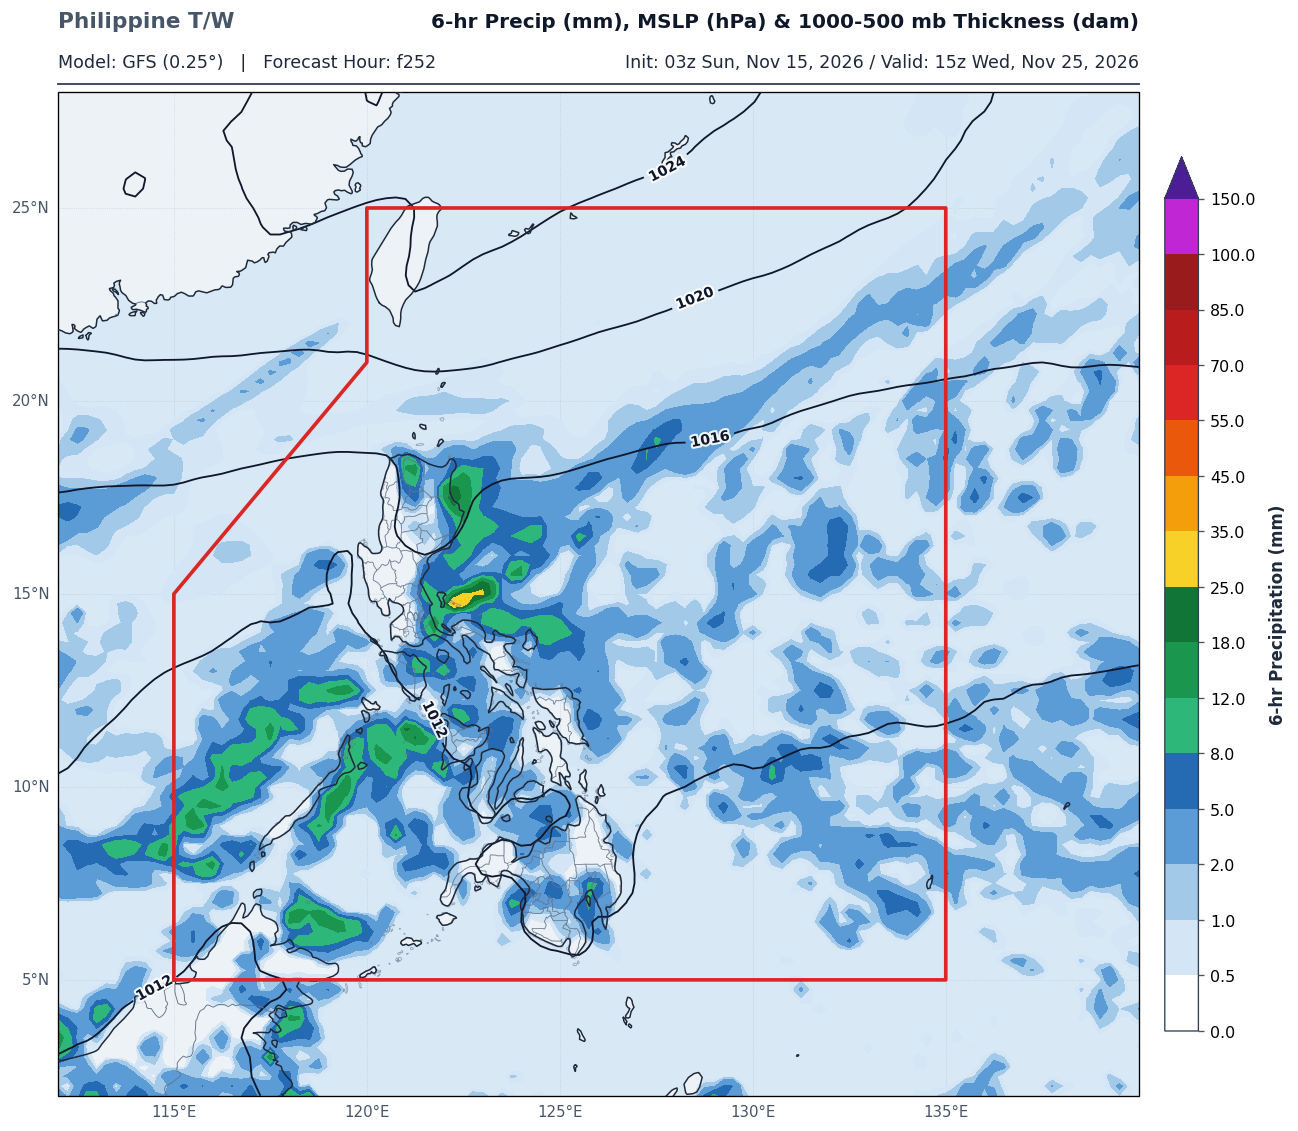 Philippine T/W
6-hr Precip (mm), MSLP (hPa) & 1000-500 mb Thickness (dam)
Model: GFS (0.25°) | Forecast Hour: f252
Init: 03z Sun, Nov 15, 2026 / Valid: 15z Wed, Nov 25, 2026
1024
1020
1016
1012
1012
25°N
20°N
15°N
10°N
5°N
115°E
120°E
125°E
130°E
135°E
150.0
100.0
85.0
70.0
55.0
45.0
35.0
25.0
18.0
12.0
8.0
5.0
2.0
1.0
0.5
0.0
6-hr Precipitation (mm)